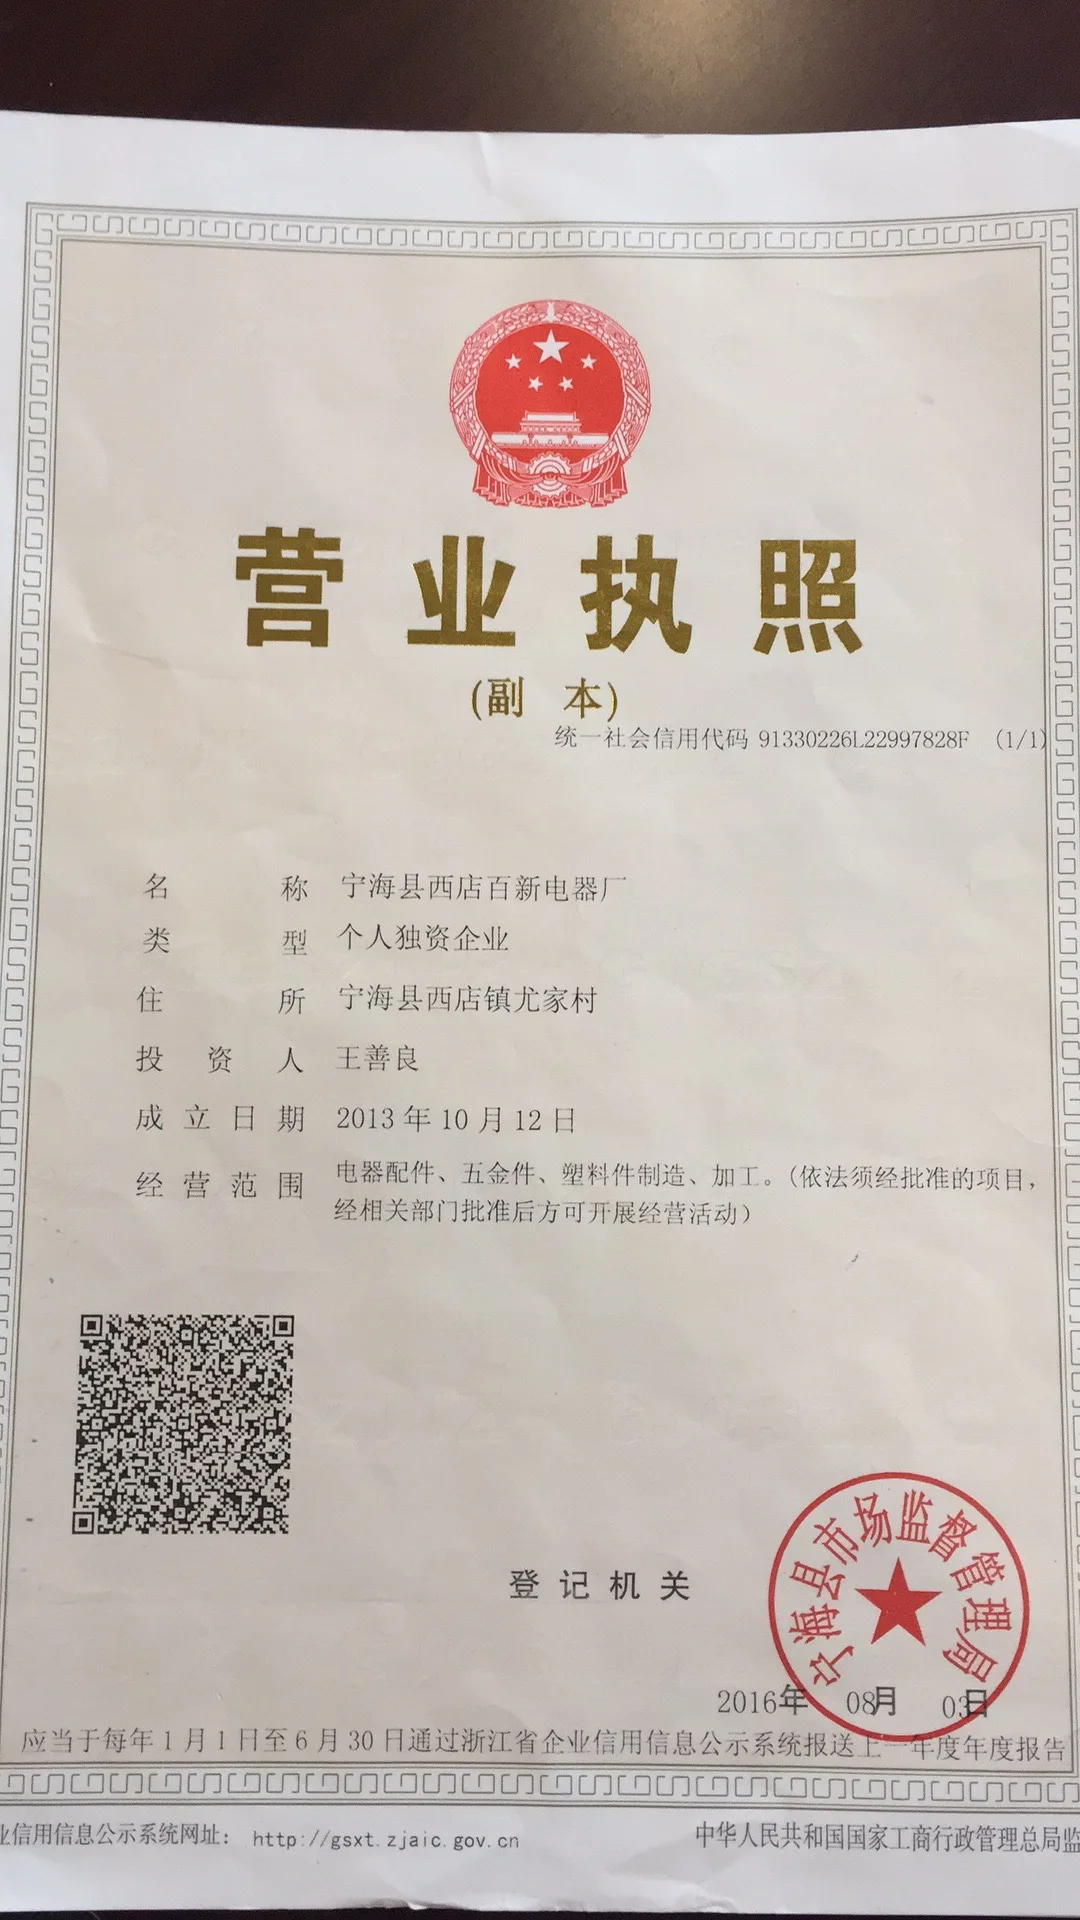 营业执照
(副 本)
统一社会信用代码 91330226L22997828F (1/1)
名 称 宁海县西店百新电器厂
类 型 个人独资企业
住 所 宁海县西店镇尤家村
投 资 人 王善良
成立日期 2013年10月12日
经营范围 电器配件、五金件、塑料件制造、加工。(依法须经批准的项目，
经相关部门批准后方可开展经营活动)
登记机关
宁海县市场监督管理局
2016年 08月 03日
应当于每年1月1日至6月30日通过浙江省企业信用信息公示系统报送上一年度年度报告
业信用信息公示系统网址： http://gsxt.zjaic.gov.cn
中华人民共和国国家工商行政管理总局监